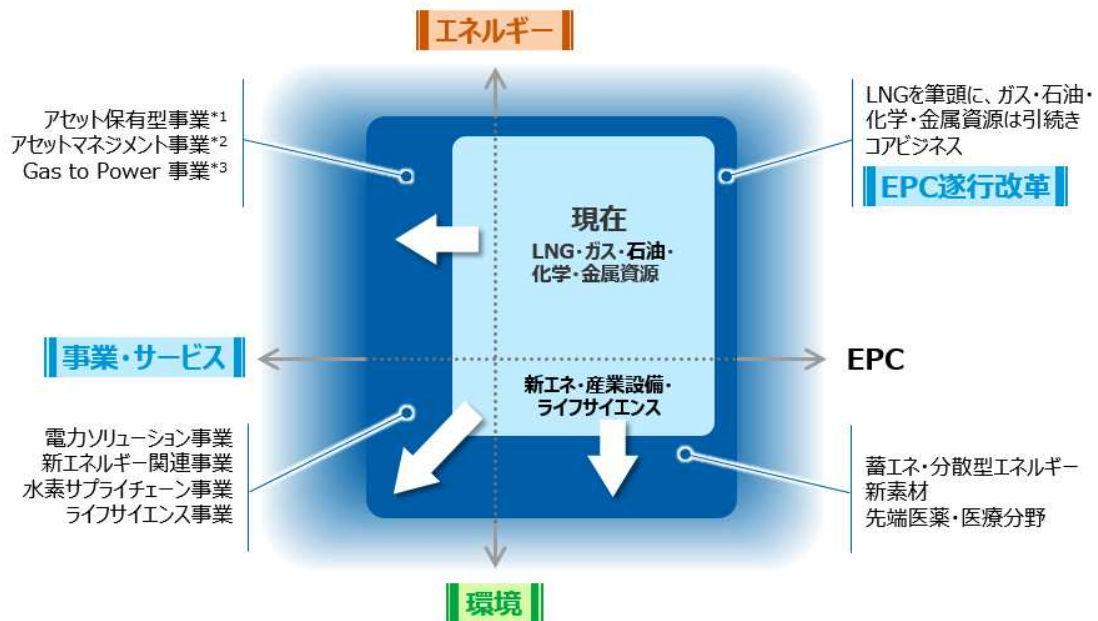 エネルギー
アセット保有型事業*1
アセットマネジメント事業*2
Gas to Power 事業*3
LNGを筆頭に、ガス・石油・
化学・金属資源は引続き
コアビジネス
EPC遂行改革
現在
LNG・ガス・石油・
化学・金属資源
事業・サービス
EPC
新エネ・産業設備・
ライフサイエンス
電力ソリューション事業
新エネルギー関連事業
水素サプライチェーン事業
ライフサイエンス事業
蓄エネ・分散型エネルギー
新素材
先端医薬・医療分野
環境